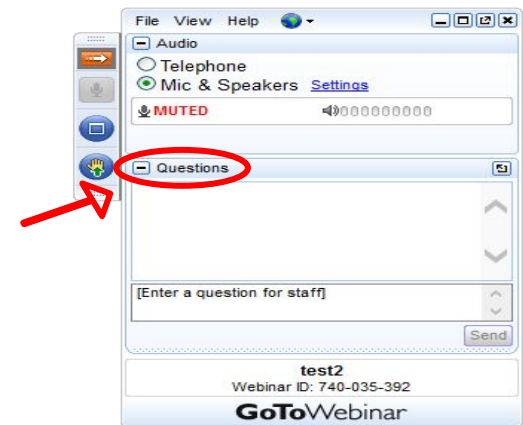 File View Help
Audio
Telephone
Mic & Speakers Settings
MUTED
Questions
[Enter a question for staff]
Send
test2
Webinar ID: 740-035-392
GoToWebinar